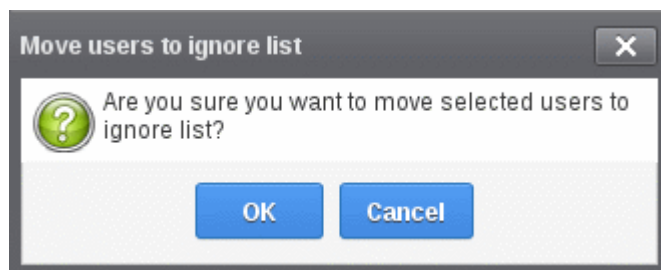 Move users to ignore list
Are you sure you want to move selected users to
ignore list?
OK
Cancel